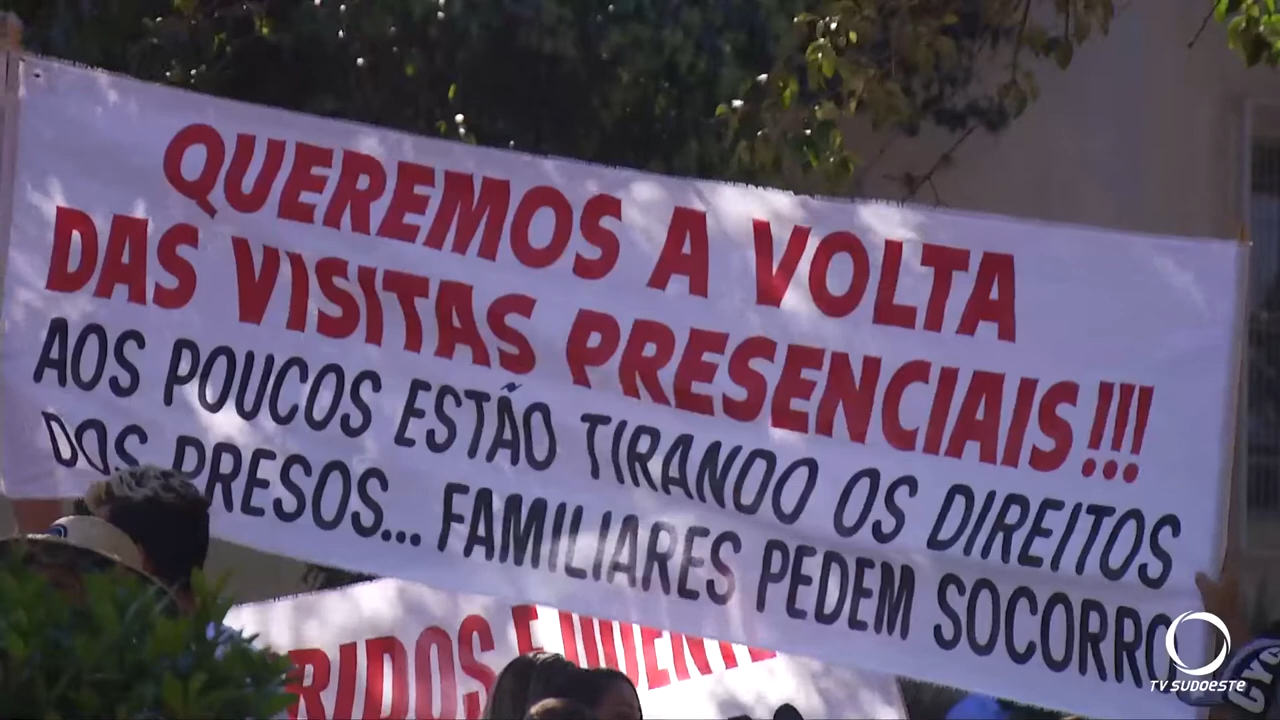 QUEREMOS A VOLTA
DAS VISITAS PRESENCIAIS!!!
AOS POUCOS ESTÃO TIRANDO OS DIREITOS
DOS PRESOS... FAMILIARES PEDEM SOCORRO
TV SUDOESTE